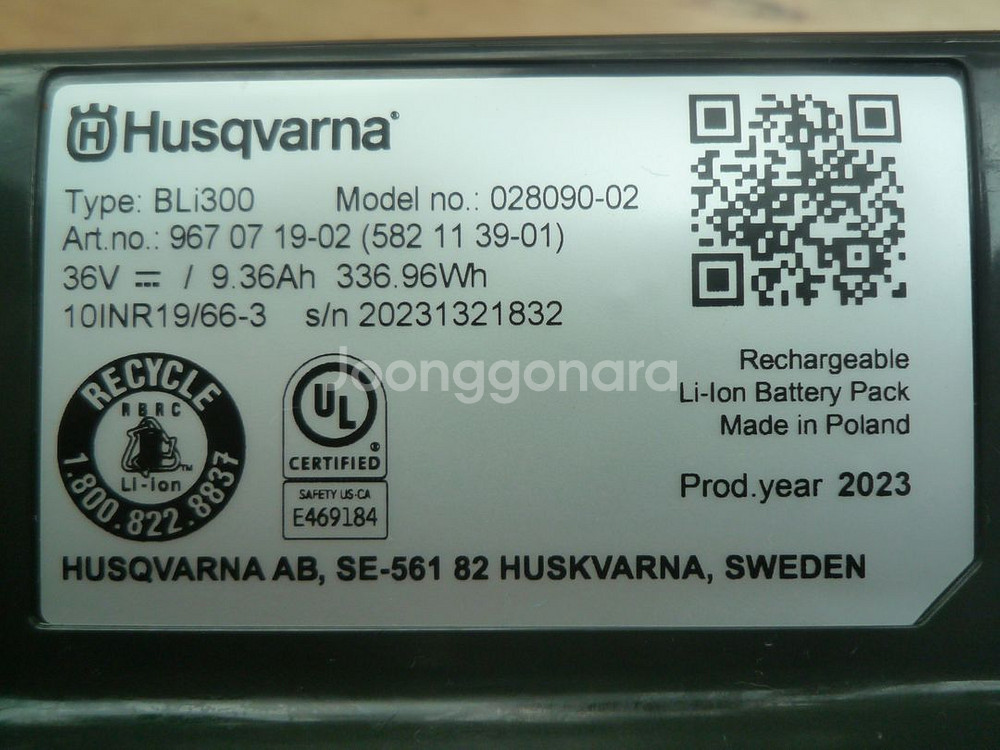 Husqvarna®
Type: BLi300 Model no.: 028090-02
Art.no.: 967 07 19-02 (582 11 39-01)
36V ⎓ / 9.36Ah 336.96Wh
10INR19/66-3 s/n 20231321832
RECYCLE
RBRC
Li-Ion
TM
1.800.822.8837
UL
®
CERTIFIED
SAFETY US-CA
E469184
Joonggonara
Rechargeable
Li-Ion Battery Pack
Made in Poland
Prod.year 2023
HUSQVARNA AB, SE-561 82 HUSKVARNA, SWEDEN